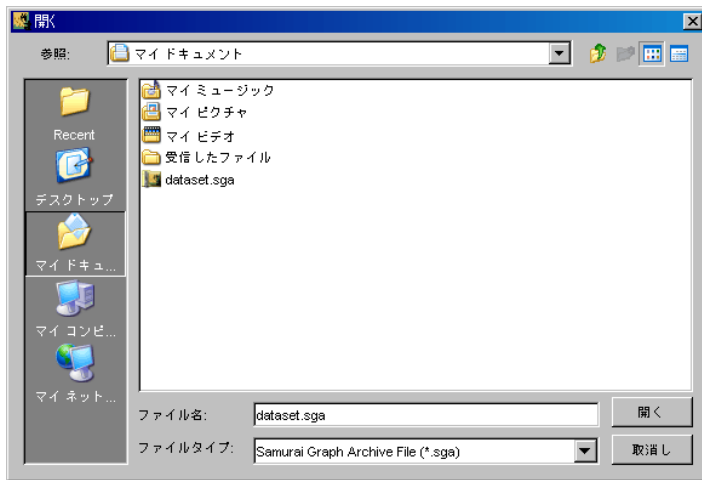 開く
参照:
マイ ドキュメント
Recent
デスクトップ
マイ ドキュ...
マイ コンピ...
マイ ネット...
マイ ミュージック
マイ ピクチャ
マイ ビデオ
受信したファイル
dataset.sga
ファイル名:
dataset.sga
開く
ファイルタイプ:
Samurai Graph Archive File (*.sga)
取消し